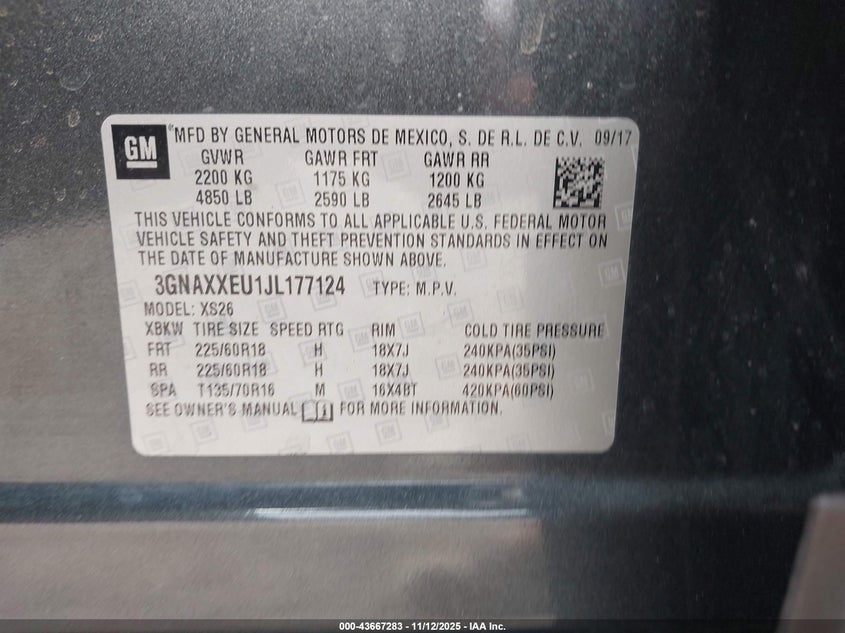 GM ® MFD BY GENERAL MOTORS DE MEXICO, S. DE R.L. DE C.V. 09/17
GVWR GAWR FRT GAWR RR
2200 KG 1175 KG 1200 KG
4850 LB 2590 LB 2645 LB
THIS VEHICLE CONFORMS TO ALL APPLICABLE U.S. FEDERAL MOTOR
VEHICLE SAFETY AND THEFT PREVENTION STANDARDS IN EFFECT ON
THE DATE OF MANUFACTURE SHOWN ABOVE.
3GNAXXEU1JL177124 TYPE: M.P.V.
MODEL: XS26
XBKW TIRE SIZE SPEED RTG RIM COLD TIRE PRESSURE
FRT 225/60R18 H 18X7J 240KPA(35PSI)
RR 225/60R18 H 18X7J 240KPA(35PSI)
SPA T135/70R16 M 16X4BT 420KPA(60PSI)
SEE OWNER'S MANUAL FOR MORE INFORMATION.
000-43667283 - 11/12/2025 - IAA Inc.